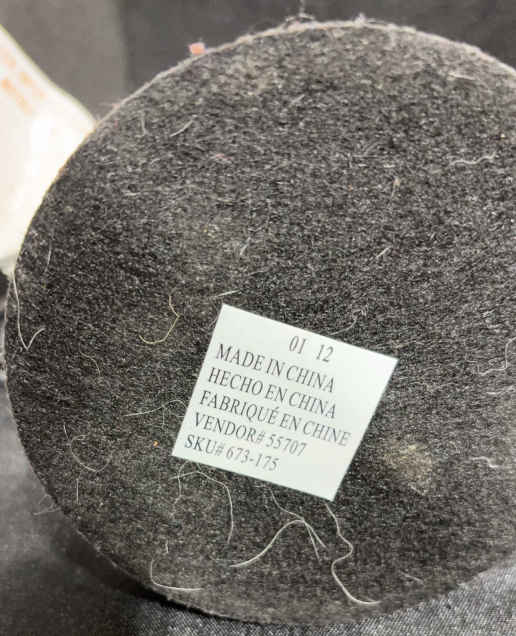 01 12
MADE IN CHINA
HECHO EN CHINA
FABRIQUÉ EN CHINE
VENDOR# 55707
SKU# 673-175